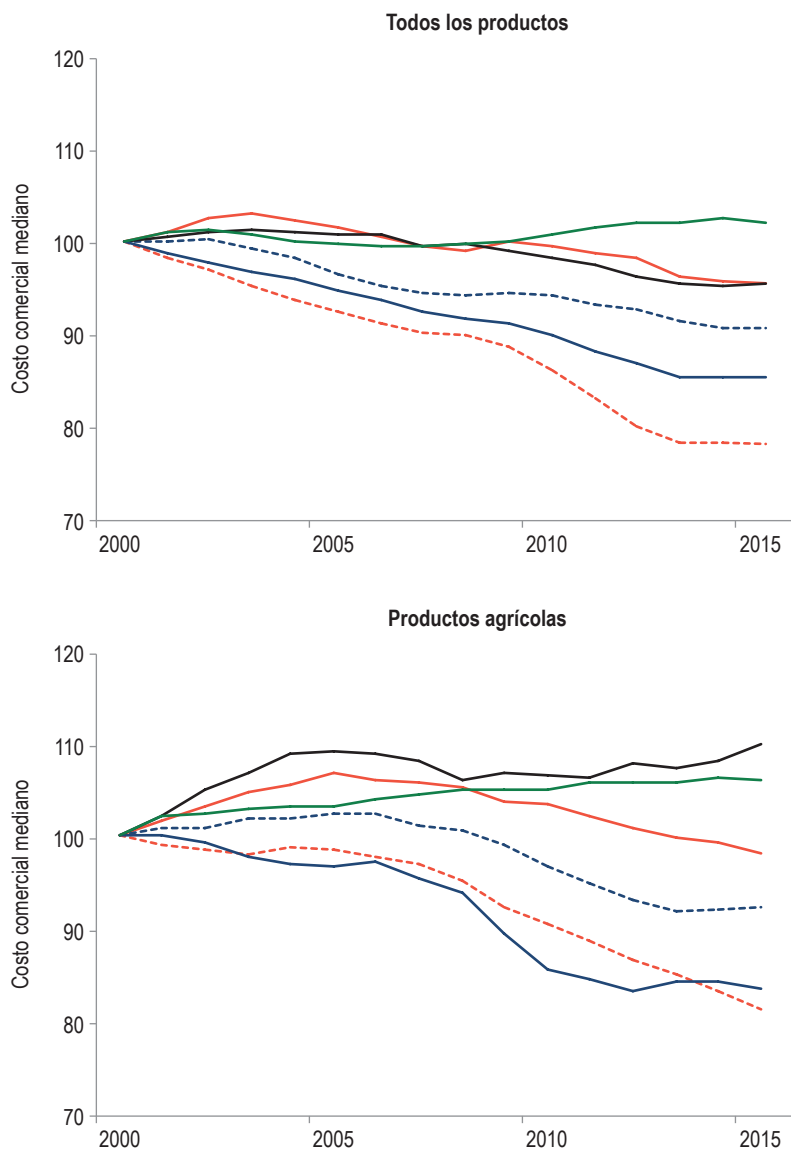 Todos los productos
120
110
100
90
80
70
Costo comercial mediano
2000 2005 2010 2015
Productos agrícolas
120
110
100
90
80
70
Costo comercial mediano
2000 2005 2010 2015